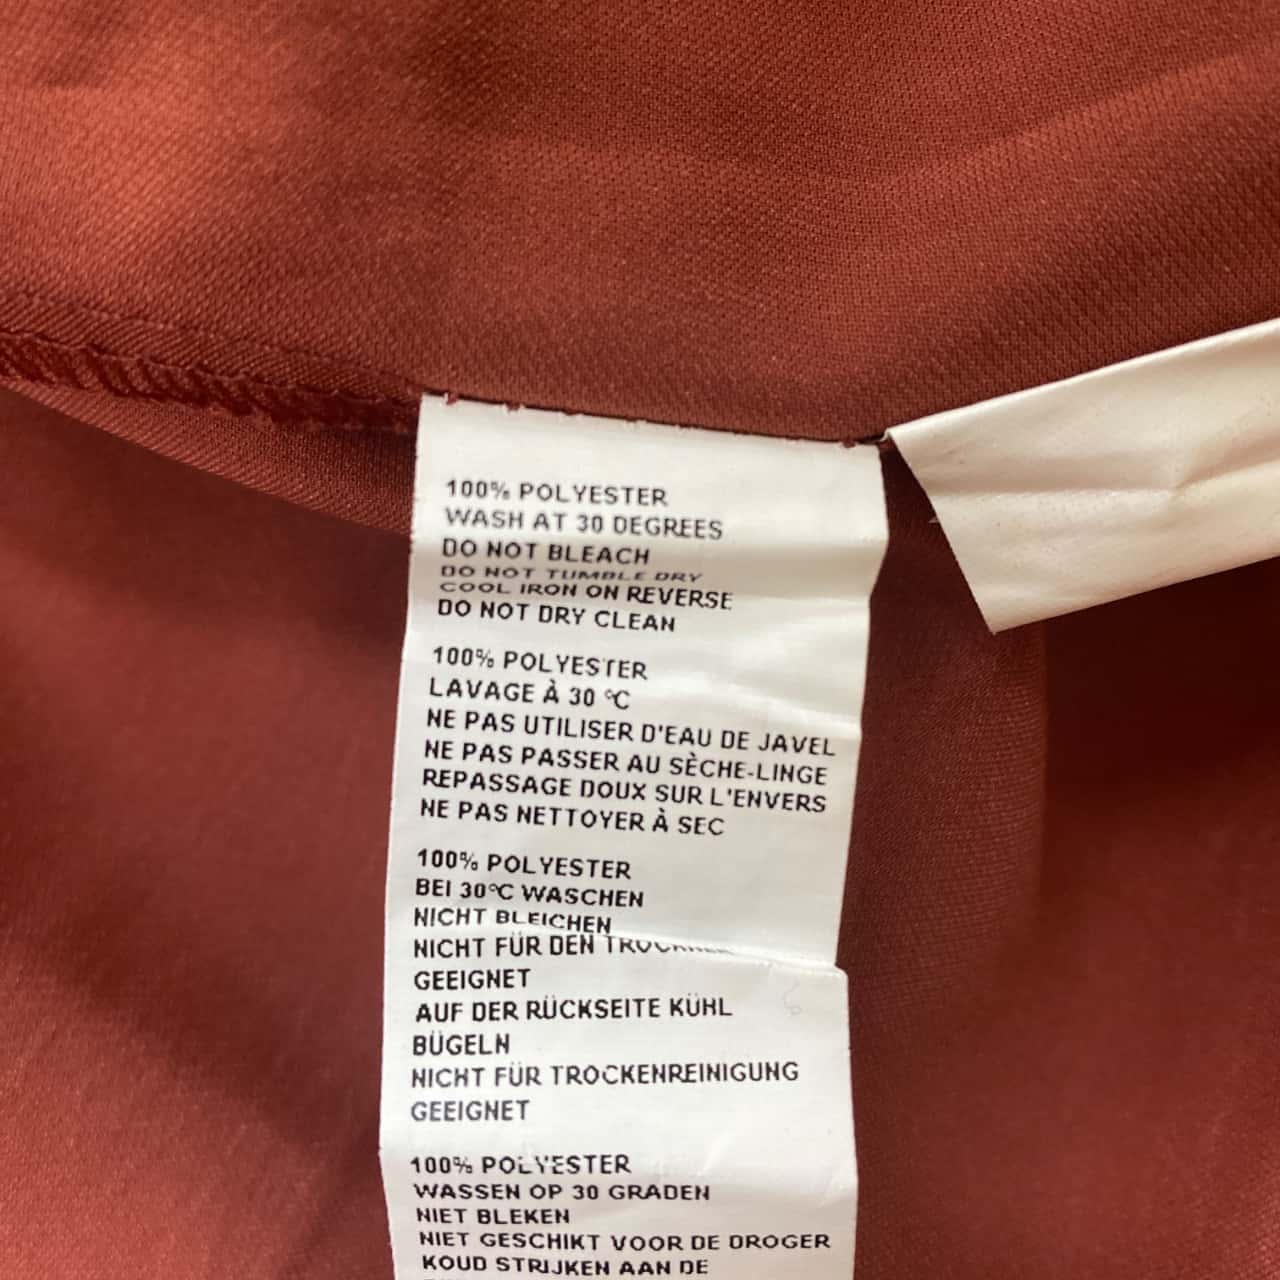 100% POLYESTER
WASH AT 30 DEGREES
DO NOT BLEACH
DO NOT TUMBLE DRY
COOL IRON ON REVERSE
DO NOT DRY CLEAN
100% POLYESTER
LAVAGE À 30 °C
NE PAS UTILISER D'EAU DE JAVEL
NE PAS PASSER AU SÈCHE-LINGE
REPASSAGE DOUX SUR L'ENVERS
NE PAS NETTOYER À SEC
100% POLYESTER
BEI 30°C WASCHEN
NICHT BLEICHEN
NICHT FÜR DEN TROCKNER
GEEIGNET
AUF DER RÜCKSEITE KÜHL
BÜGELN
NICHT FÜR TROCKENREINIGUNG
GEEIGNET
100% POLYESTER
WASSEN OP 30 GRADEN
NIET BLEKEN
NIET GESCHIKT VOOR DE DROGER
KOUD STRIJKEN AAN DE